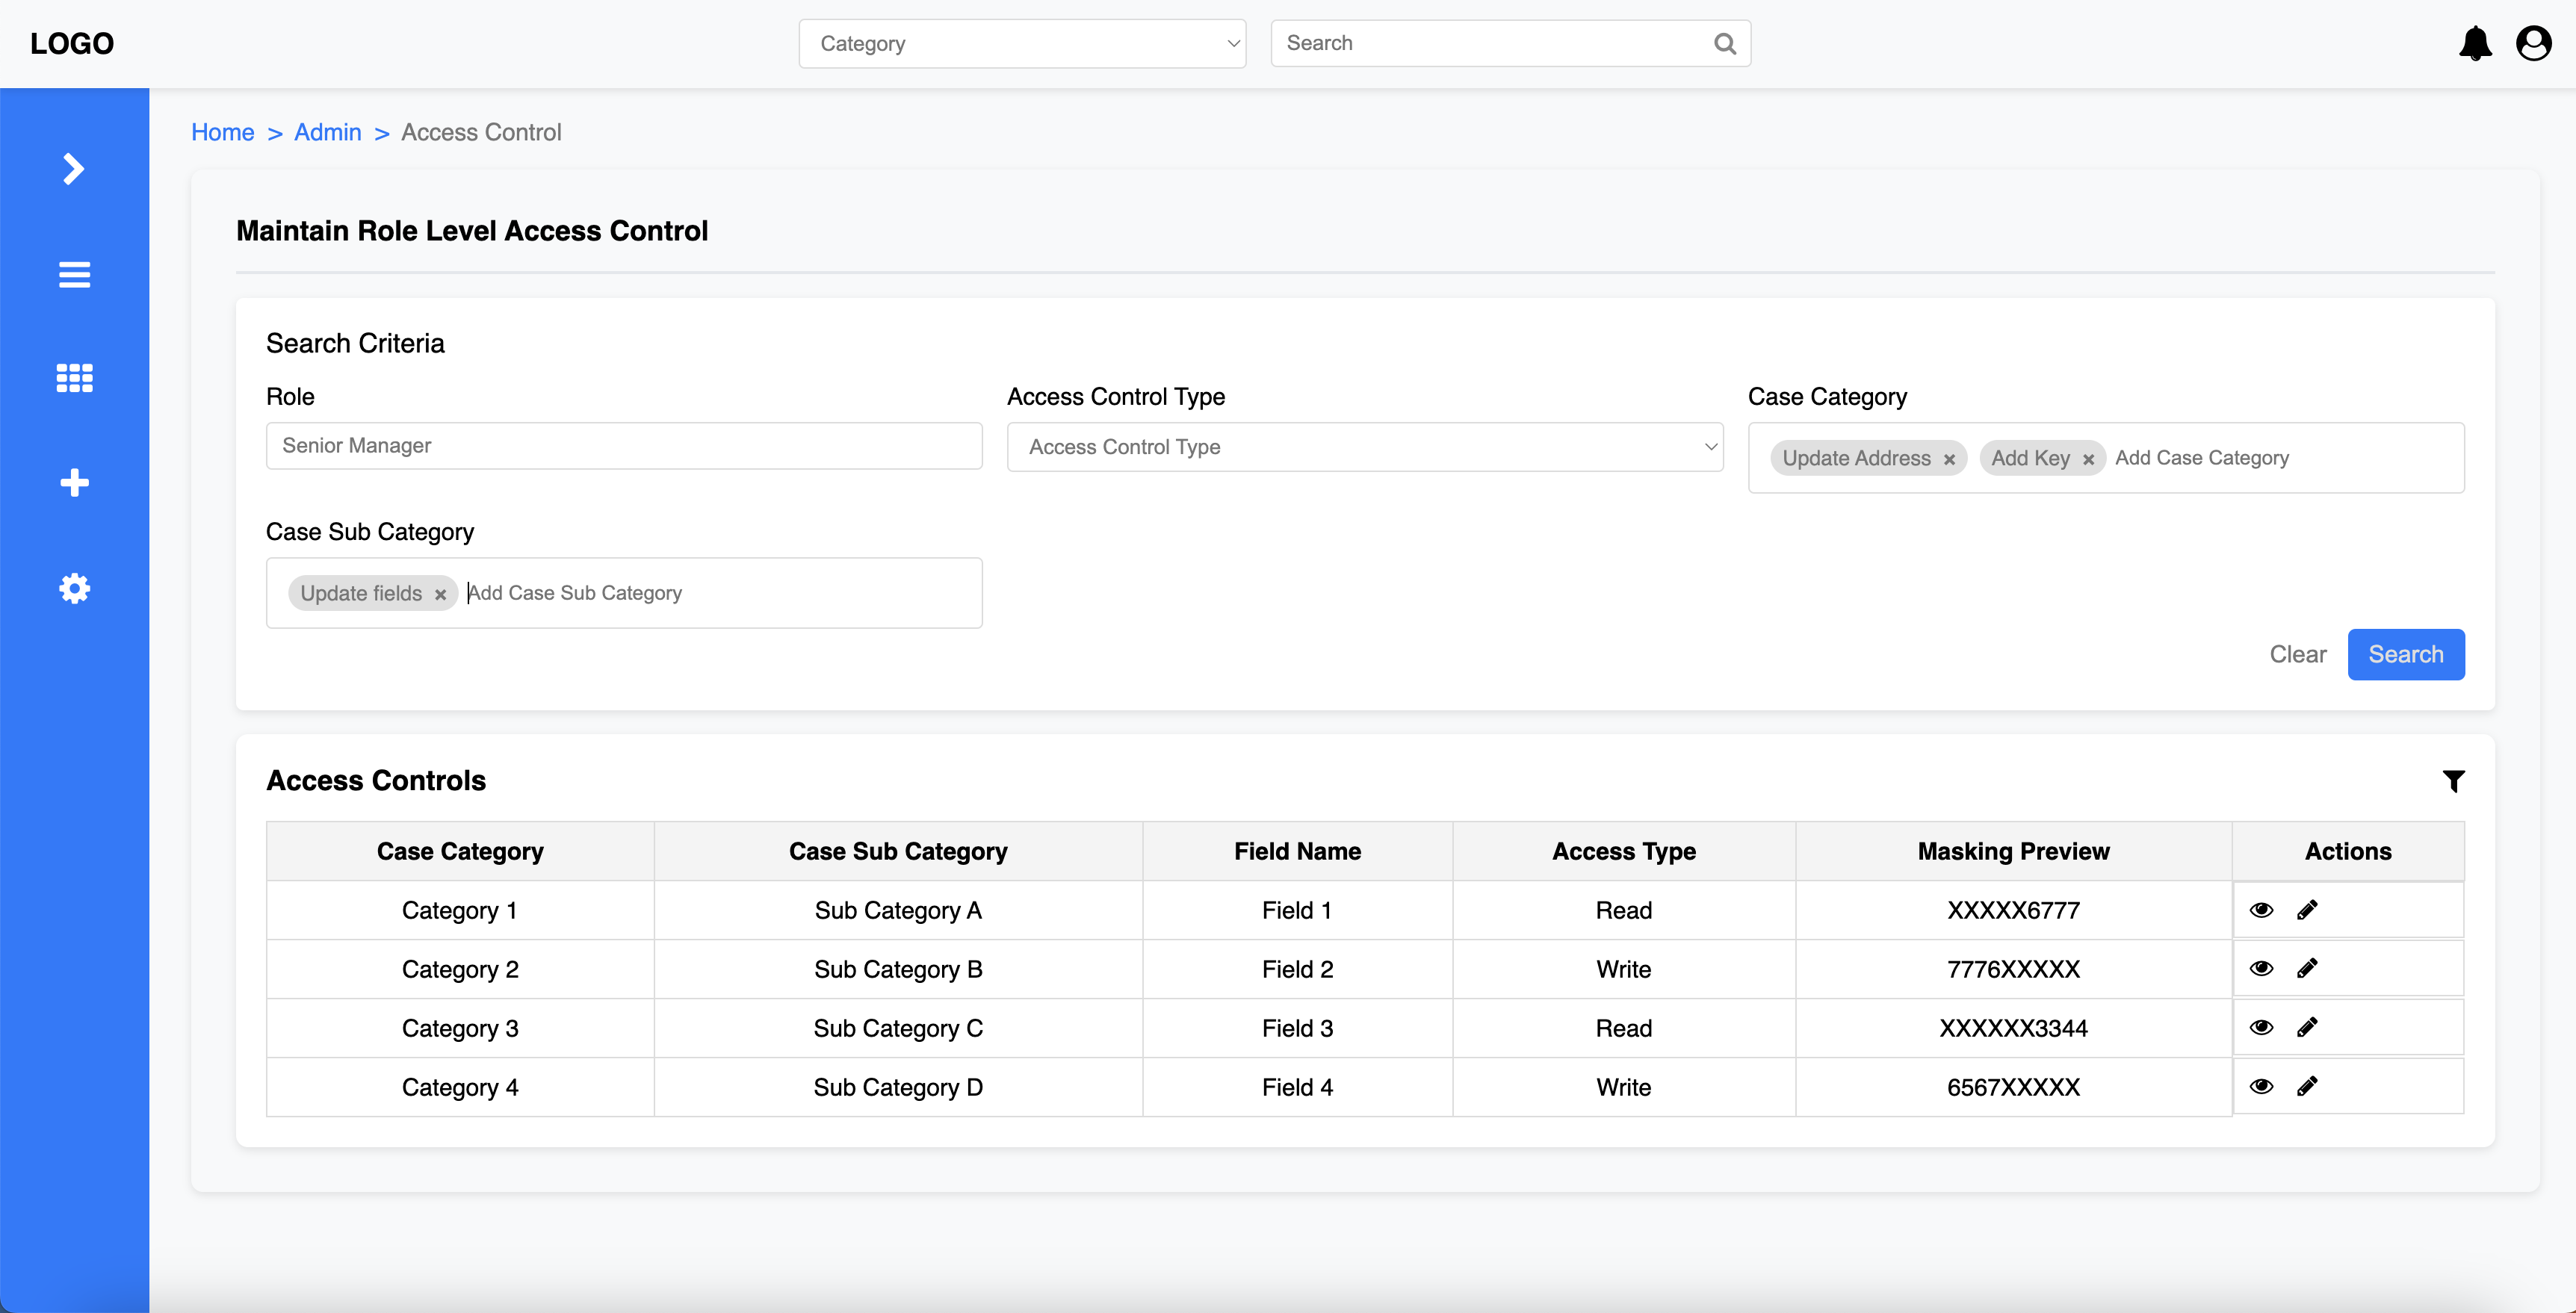 LOGO Category Search
Home > Admin > Access Control
Maintain Role Level Access Control
Search Criteria
Role Access Control Type Case Category
Senior Manager Access Control Type Update Address × Add Key × Add Case Category
Case Sub Category
Update fields × Add Case Sub Category
Clear Search
Access Controls
Case Category Case Sub Category Field Name Access Type Masking Preview Actions
Category 1 Sub Category A Field 1 Read XXXXX6777
Category 2 Sub Category B Field 2 Write 7776XXXXX
Category 3 Sub Category C Field 3 Read XXXXXX3344
Category 4 Sub Category D Field 4 Write 6567XXXXX